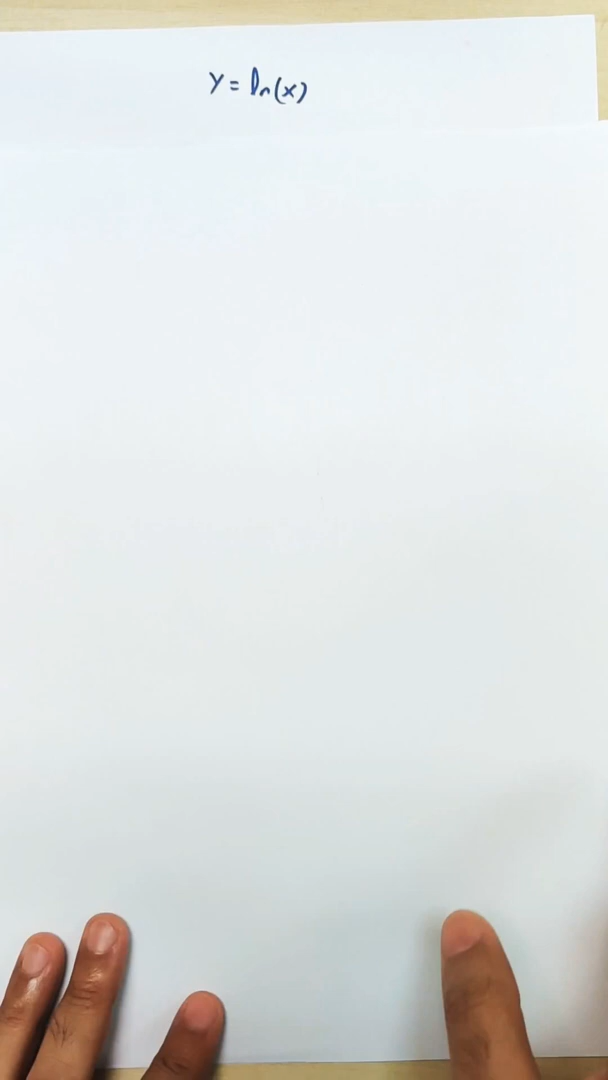 y = ln(x)